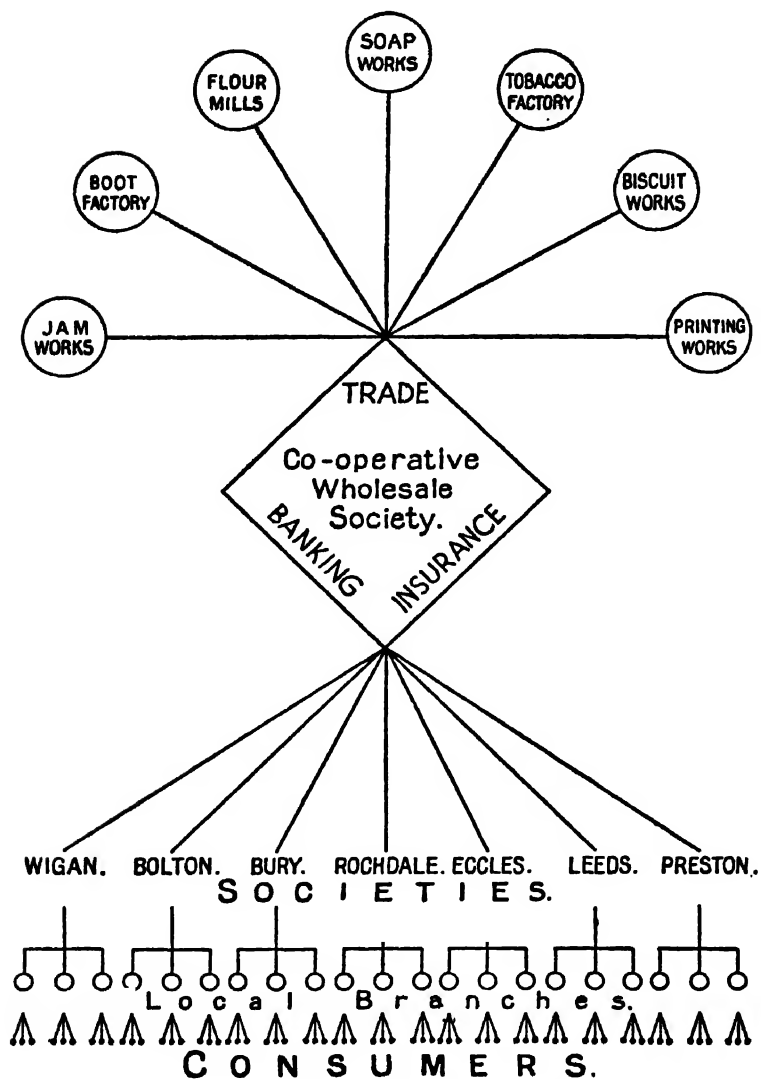 SOAP
WORKS
FLOUR
MILLS
TOBACCO
FACTORY
BOOT
FACTORY
BISCUIT
WORKS
JAM
WORKS
PRINTING
WORKS
TRADE
Co-operative
Wholesale
Society.
BANKING
INSURANCE
WIGAN. BOLTON. BURY. ROCHDALE. ECCLES. LEEDS. PRESTON.
SOCIETIES.
Local Branches.
CONSUMERS.